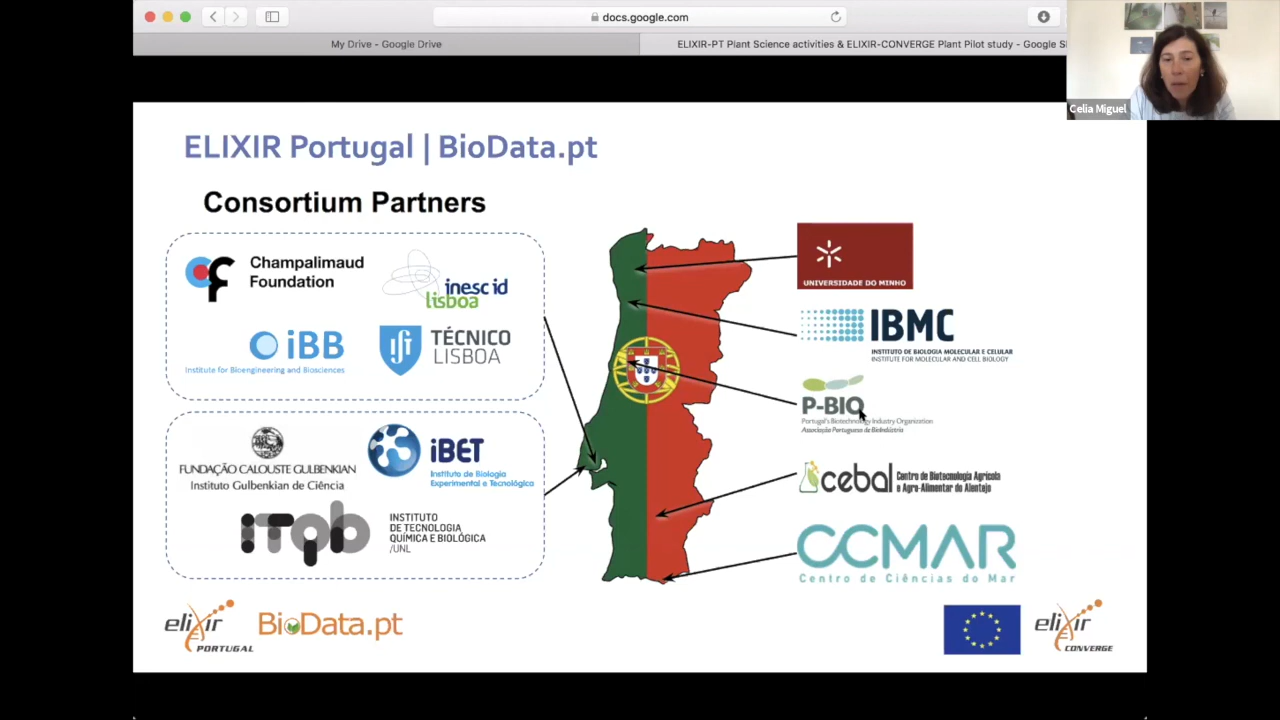 docs.google.com
My Drive - Google Drive
ELIXIR-PT Plant Science activities & ELIXIR-CONVERGE Plant Pilot study - Google
Celia Miguel
ELIXIR Portugal | BioData.pt
Consortium Partners
Champalimaud
Foundation
inesc id
lisboa
iBB
Institute for Bioengineering and Biosciences
TÉCNICO
LISBOA
FUNDAÇÃO CALOUSTE GULBENKIAN
Instituto Gulbenkian de Ciência
iBET
Instituto de Biologia
Experimental e Tecnológica
iTqb
INSTITUTO
DE TECNOLOGIA
QUÍMICA E BIOLÓGICA
/UNL
UNIVERSIDADE DO MINHO
IBMC
INSTITUTO DE BIOLOGIA MOLECULAR E CELULAR
INSTITUTE FOR MOLECULAR AND CELL BIOLOGY
P-BIO
Portugal's Biotechnology Industry Organization
Associação Portuguesa de BioIndústria
cebal
Centro de Biotecnologia Agrícola
e Agro-Alimentar do Alentejo
CCMAR
Centro de Ciências do Mar
elixir
PORTUGAL
BioData.pt
elixir
CONVERGE